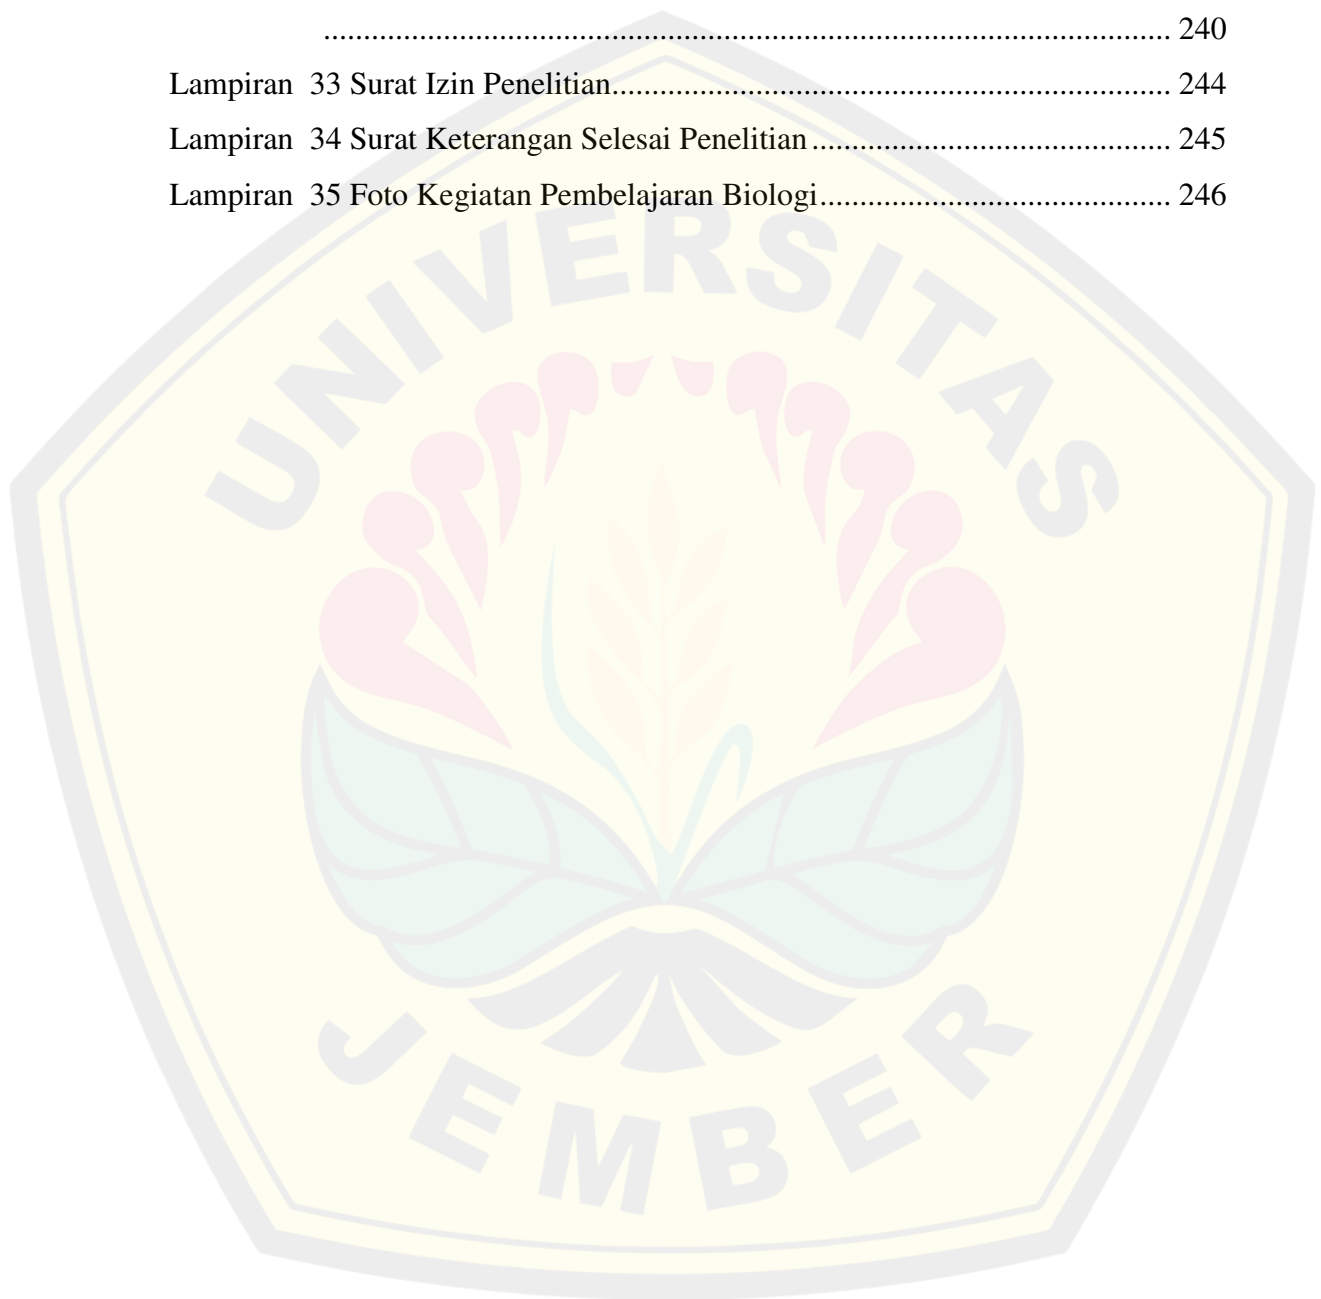 ........................................................................................................... 240
Lampiran 33 Surat Izin Penelitian...................................................................... 244
Lampiran 34 Surat Keterangan Selesai Penelitian ............................................. 245
Lampiran 35 Foto Kegiatan Pembelajaran Biologi............................................ 246
UNIVERSITAS
JEMBER